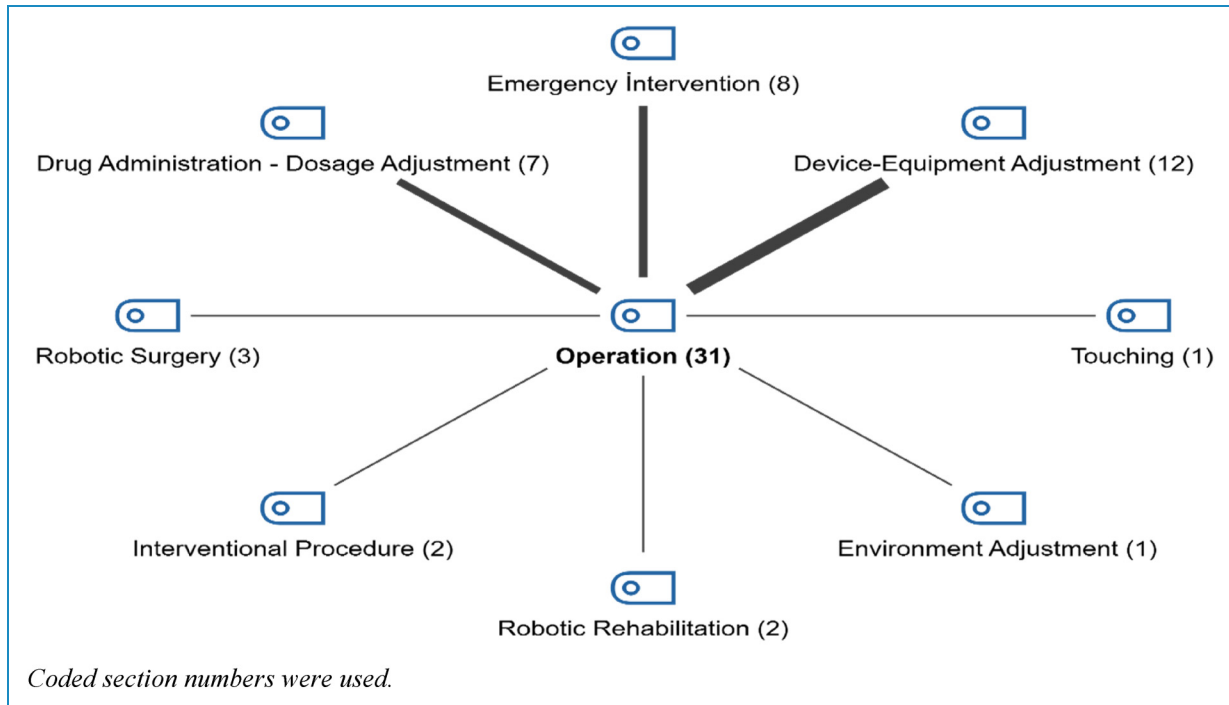 Emergency İntervention (8)
Drug Administration - Dosage Adjustment (7)
Device-Equipment Adjustment (12)
Robotic Surgery (3)
Operation (31)
Touching (1)
Interventional Procedure (2)
Environment Adjustment (1)
Robotic Rehabilitation (2)
Coded section numbers were used.